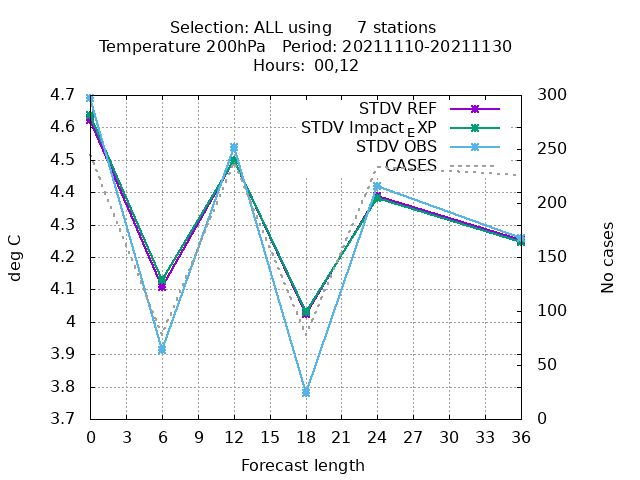 Selection: ALL using     7 stations
Temperature 200hPa   Period: 20211110-20211130
Hours:  00,12
STDV REF
STDV Impact_EXP
STDV OBS
CASES
4.7
4.6
4.5
4.4
4.3
4.2
4.1
4
3.9
3.8
3.7
deg C
300
250
200
150
100
50
0
No cases
0 3 6 9 12 15 18 21 24 27 30 33 36
Forecast length